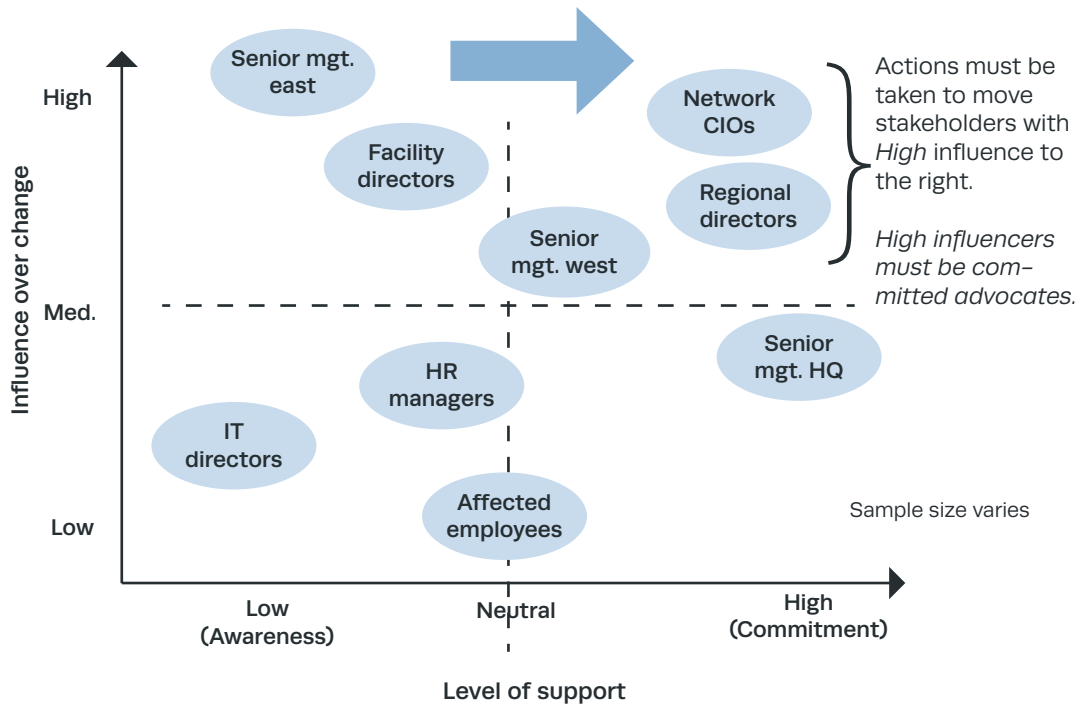 Senior mgt.
east
High
Network
CIOs
Actions must be
taken to move
stakeholders with
High influence to
the right.
Facility
directors
Regional
directors
Senior
mgt. west
High influencers
must be com–
mitted advocates.
Influence over change
Med.
Senior
mgt. HQ
HR
managers
IT
directors
Affected
employees
Sample size varies
Low
Low
(Awareness)
Neutral
High
(Commitment)
Level of support